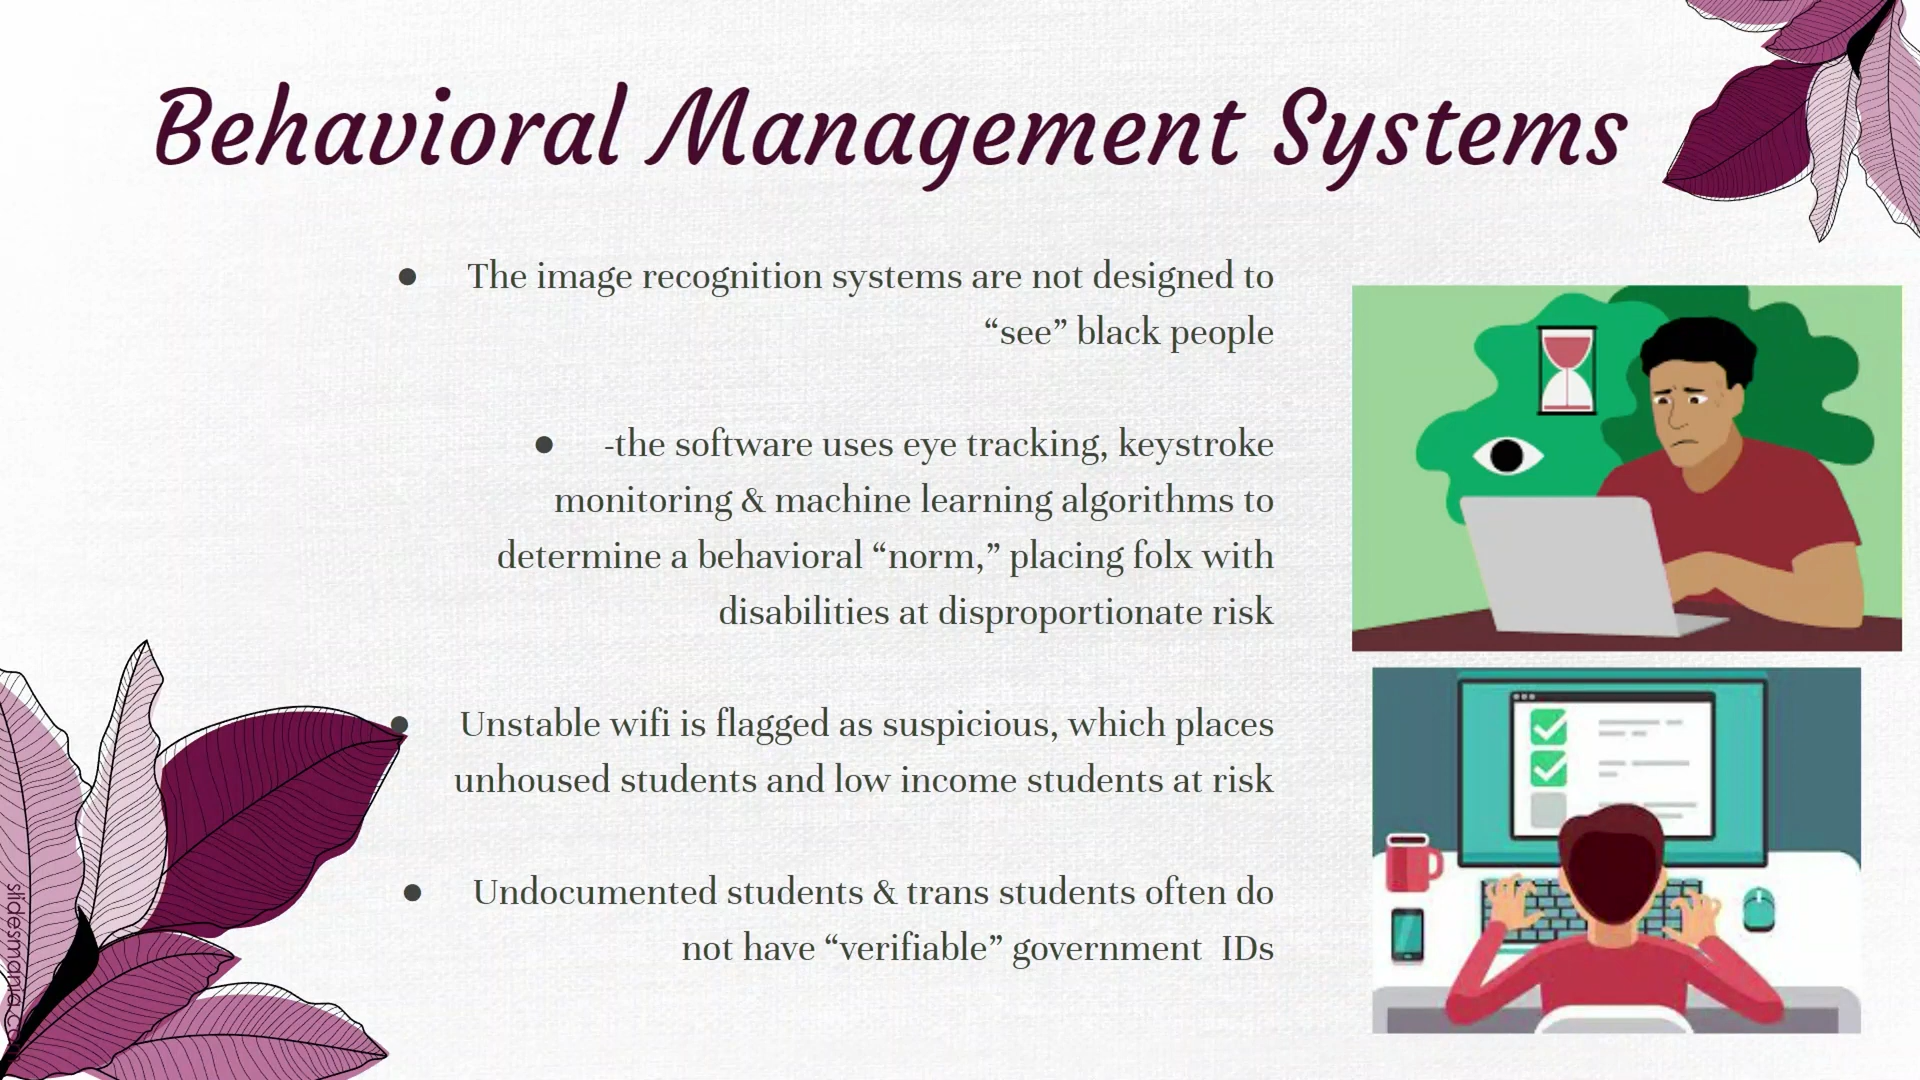 Behavioral Management Systems
● The image recognition systems are not designed to
“see” black people
● -the software uses eye tracking, keystroke
monitoring & machine learning algorithms to
determine a behavioral “norm,” placing folx with
disabilities at disproportionate risk
● Unstable wifi is flagged as suspicious, which places
unhoused students and low income students at risk
● Undocumented students & trans students often do
not have “verifiable” government  IDs
slidesmania.com